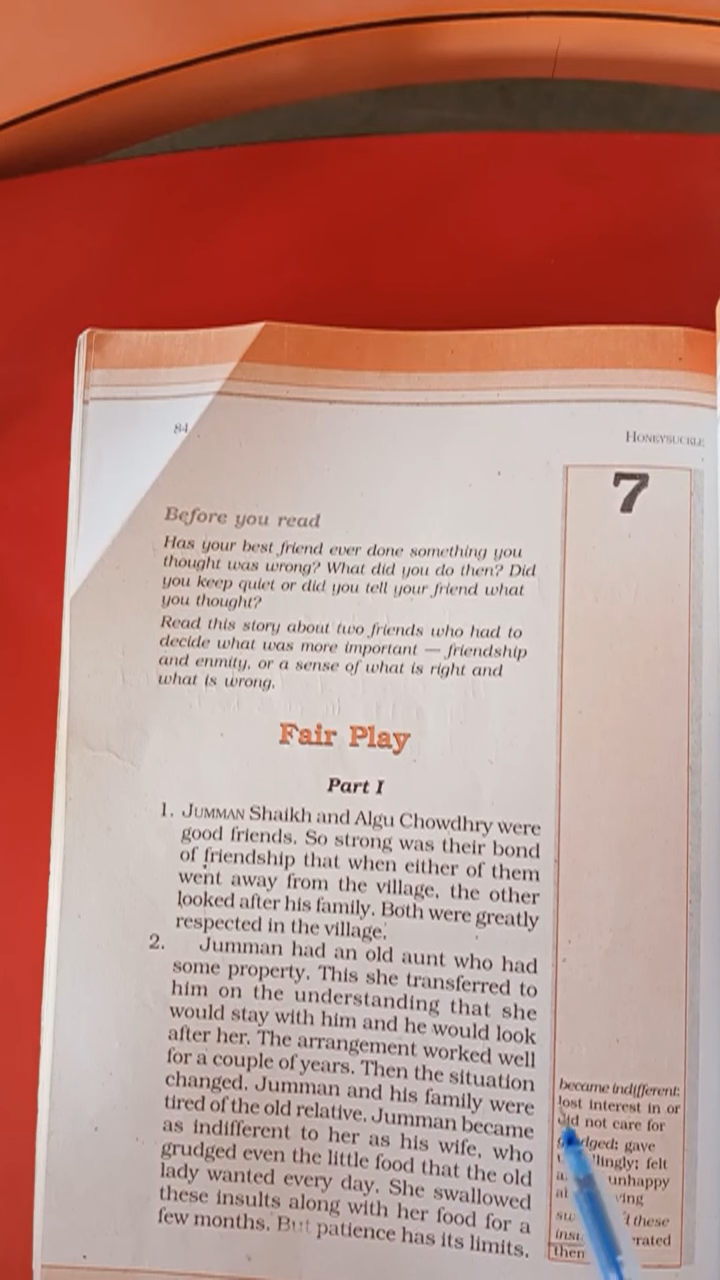 84
HONEYSUCKLE
7
Before you read
Has your best friend ever done something you
thought was wrong? What did you do then? Did
you keep quiet or did you tell your friend what
you thought?
Read this story about two friends who had to
decide what was more important — friendship
and enmity, or a sense of what is right and
what is wrong.
Fair Play
Part I
1. JUMMAN Shaikh and Algu Chowdhry were
good friends. So strong was their bond
of friendship that when either of them
went away from the village, the other
looked after his family. Both were greatly
respected in the village.
2. Jumman had an old aunt who had
some property. This she transferred to
him on the understanding that she
would stay with him and he would look
after her. The arrangement worked well
for a couple of years. Then the situation
changed. Jumman and his family were
tired of the old relative. Jumman became
as indifferent to her as his wife, who
grudged even the little food that the old
lady wanted every day. She swallowed
these insults along with her food for a
few months. But patience has its limits.
became indifferent:
lost interest in or
did not care for
gave
felt
unhappy
these